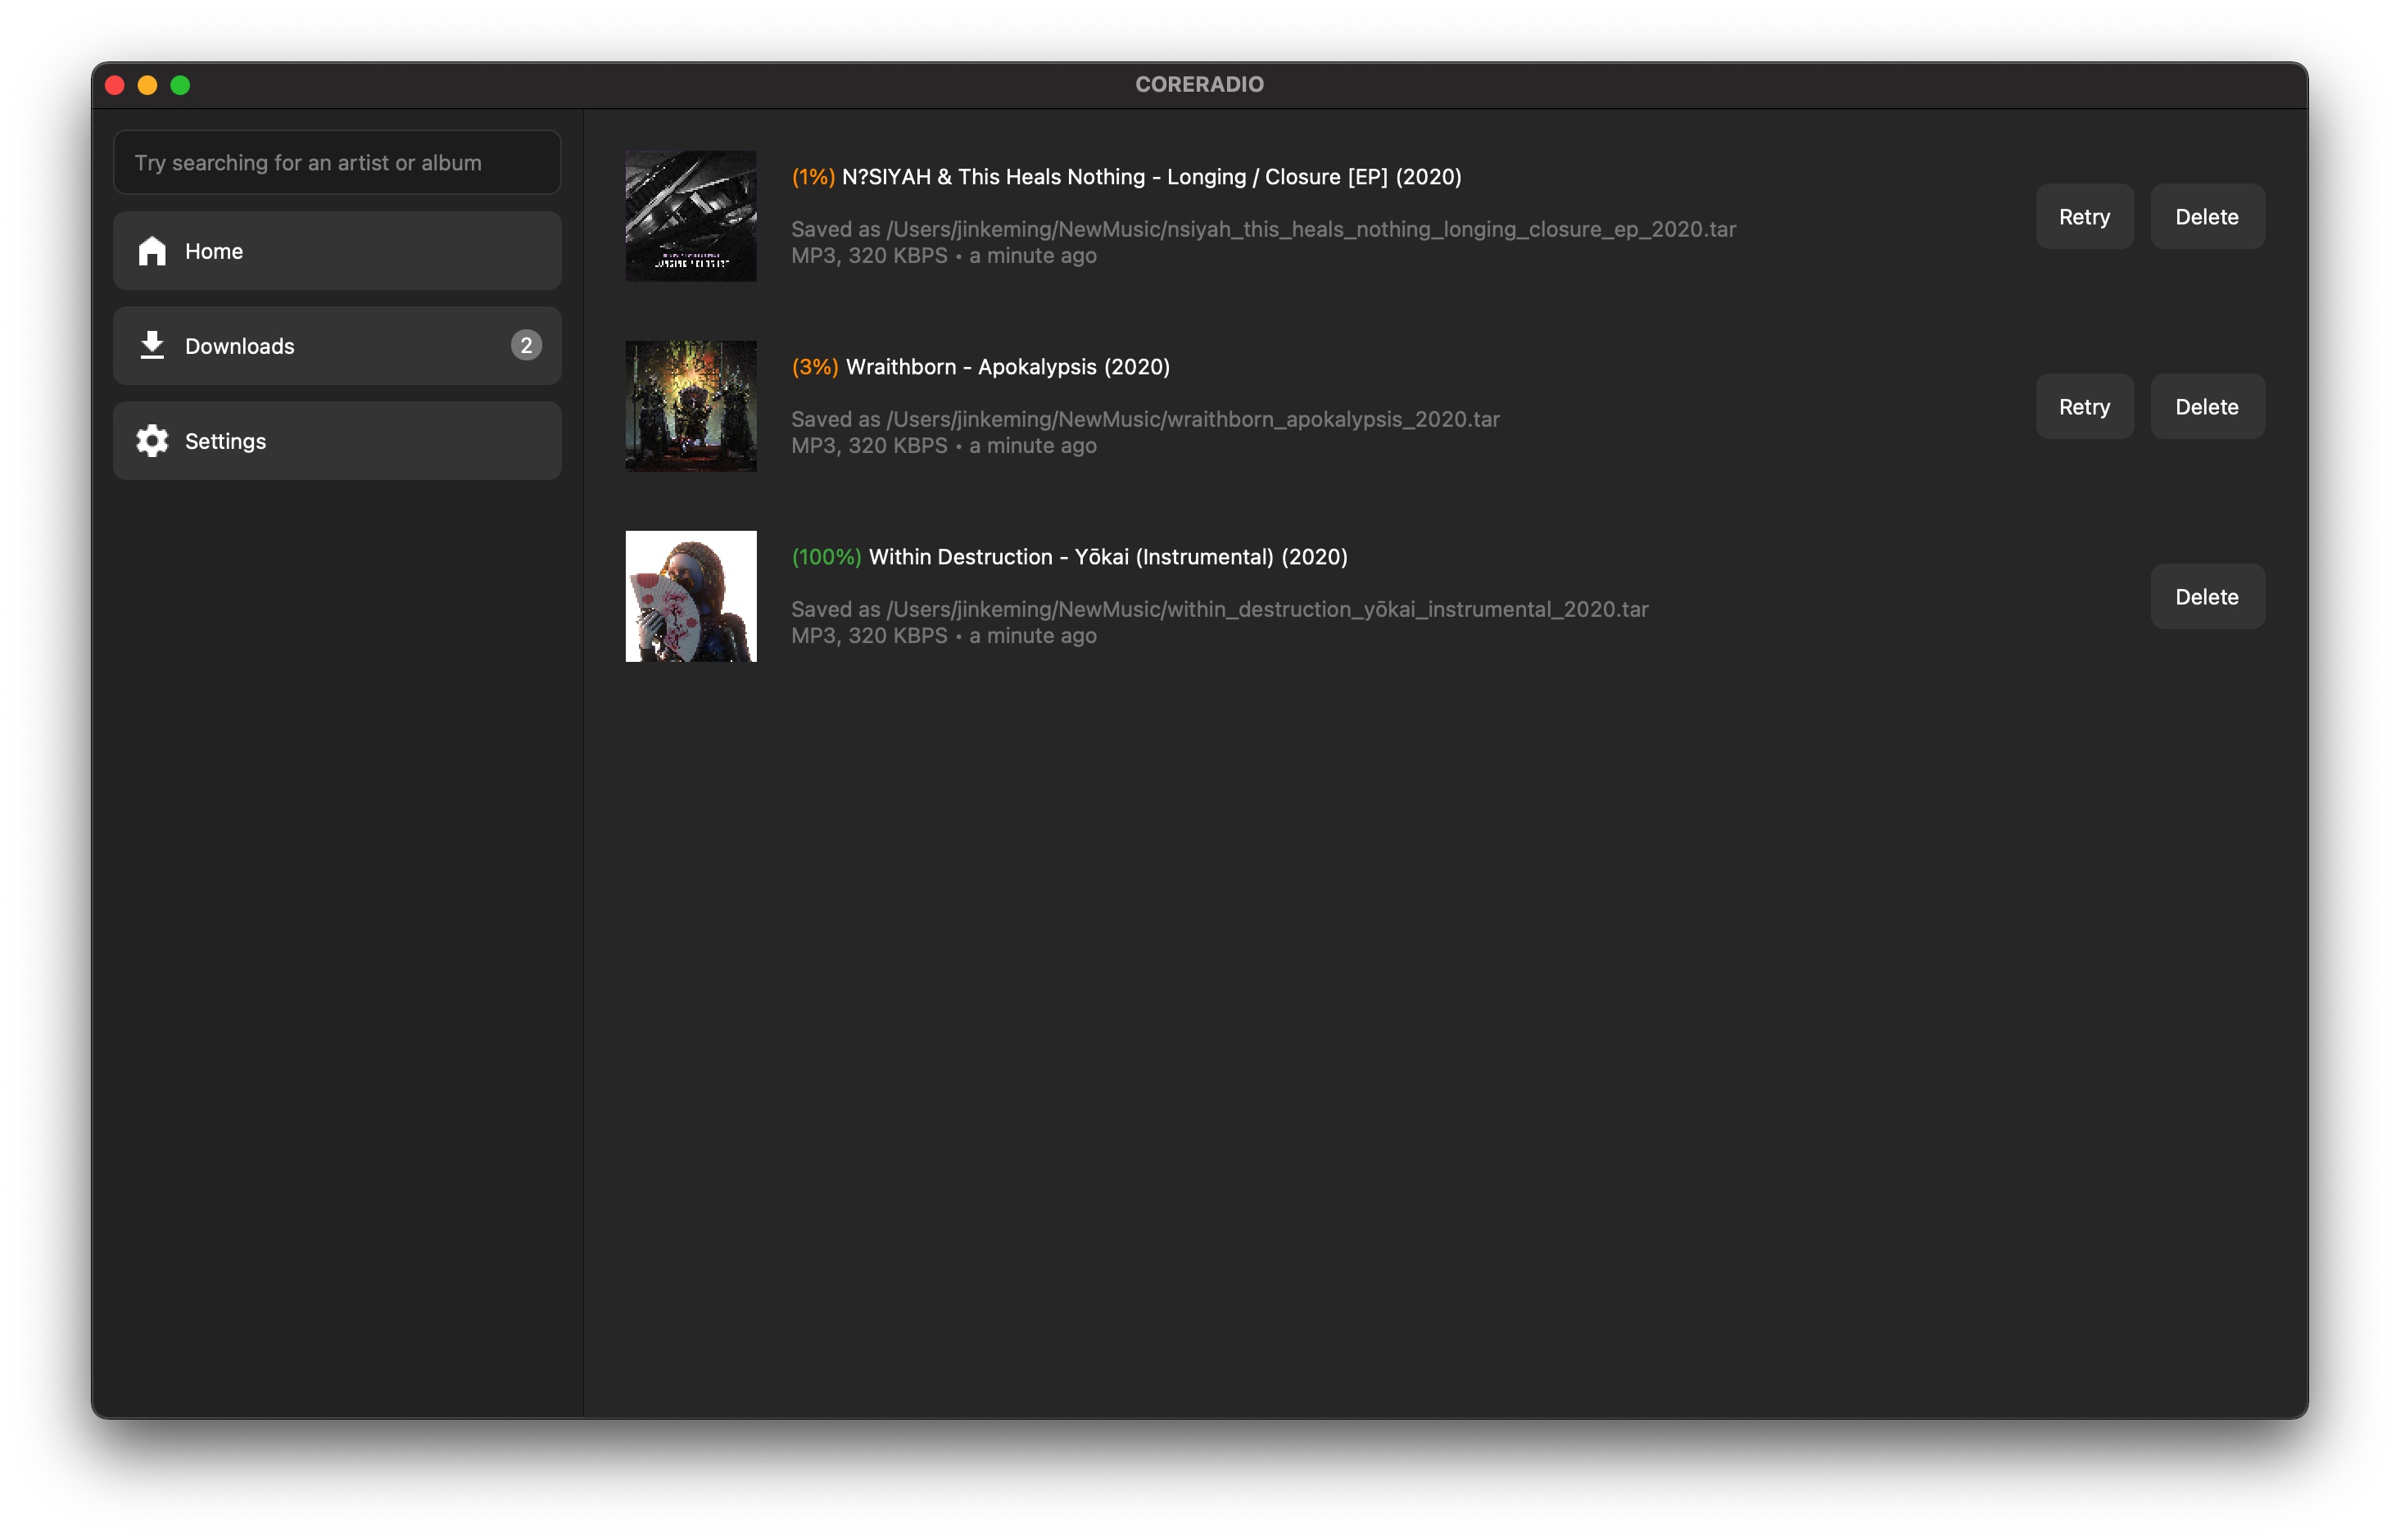 CORERADIO
Try searching for an artist or album
Home
Downloads
2
Settings
(1%) N?SIYAH & This Heals Nothing - Longing / Closure [EP] (2020)
Saved as /Users/jinkeming/NewMusic/nsiyah_this_heals_nothing_longing_closure_ep_2020.tar
MP3, 320 KBPS • a minute ago
Retry
Delete
(3%) Wraithborn - Apokalypsis (2020)
Saved as /Users/jinkeming/NewMusic/wraithborn_apokalypsis_2020.tar
MP3, 320 KBPS • a minute ago
Retry
Delete
(100%) Within Destruction - Yōkai (Instrumental) (2020)
Saved as /Users/jinkeming/NewMusic/within_destruction_yōkai_instrumental_2020.tar
MP3, 320 KBPS • a minute ago
Delete